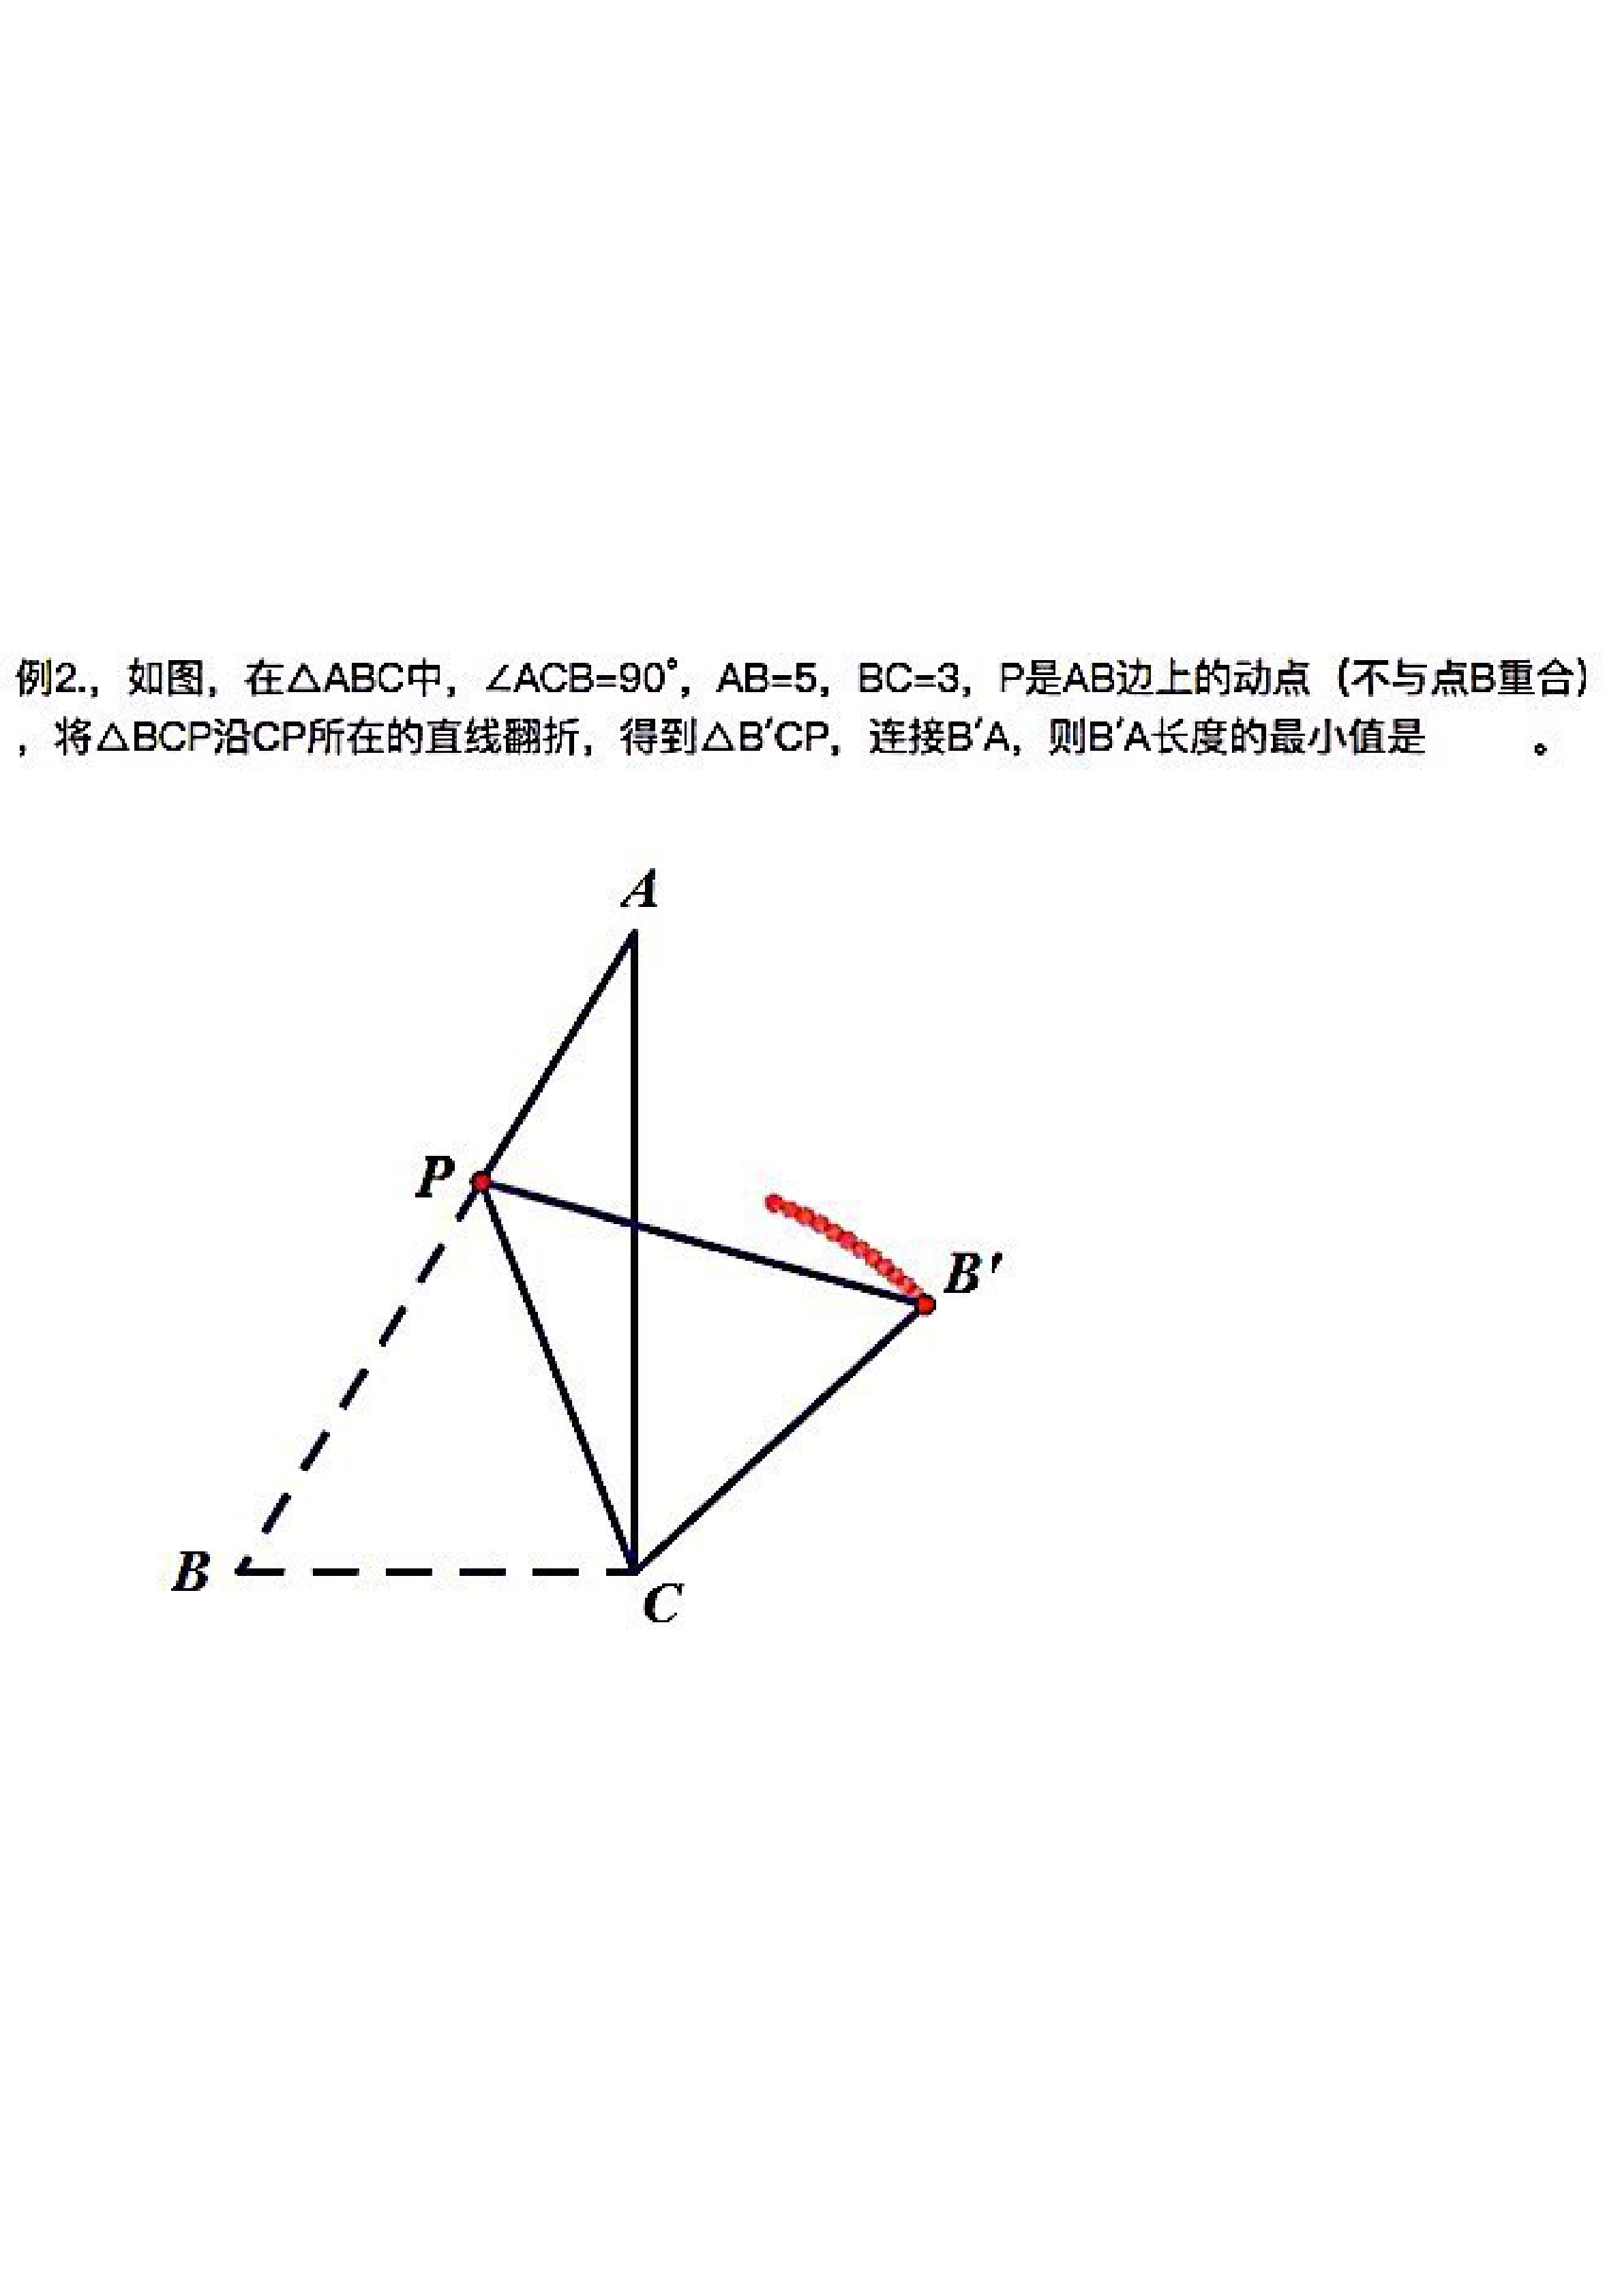 例2.，如图，在△ABC中，∠ACB=90°，AB=5，BC=3，P是AB边上的动点（不与点B重合）
，将△BCP沿CP所在的直线翻折，得到△B′CP，连接B′A，则B′A长度的最小值是 。
A
P
B′
B
C